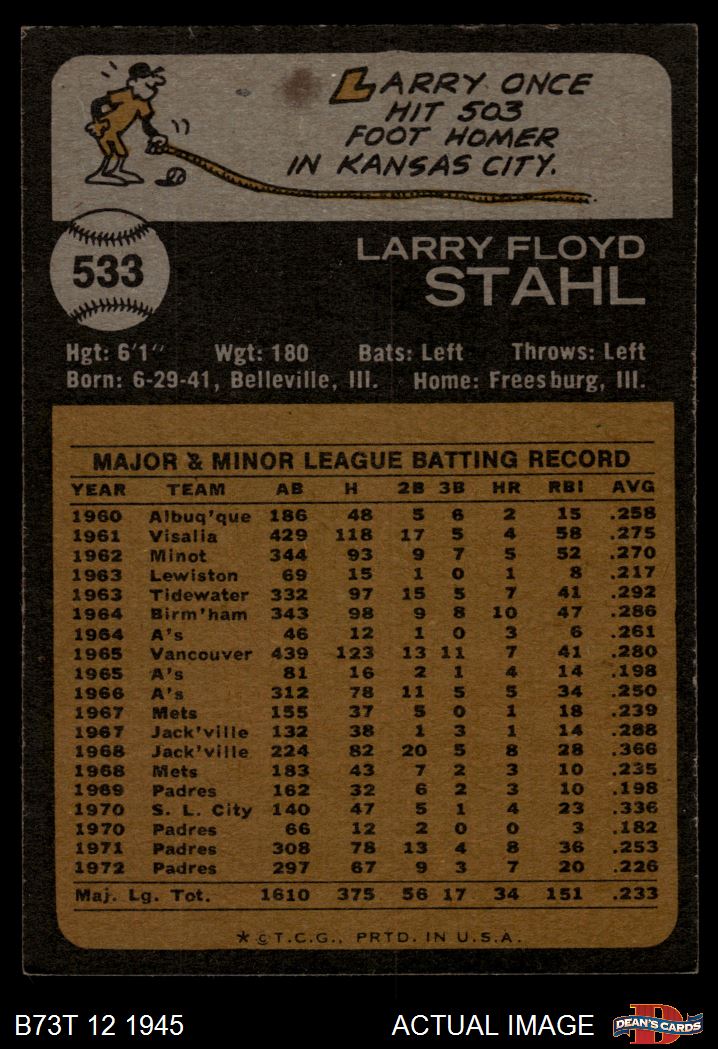 LARRY ONCE
HIT 503
FOOT HOMER
IN KANSAS CITY.
533
LARRY FLOYD
STAHL
Hgt: 6'1" Wgt: 180 Bats: Left Throws: Left
Born: 6-29-41, Belleville, Ill. Home: Freesburg, Ill.
MAJOR & MINOR LEAGUE BATTING RECORD
YEAR TEAM AB H 2B 3B HR RBI AVG
1960 Albuq'que 186 48 5 6 2 15 .258
1961 Visalia 429 118 17 5 4 58 .275
1962 Minot 344 93 9 7 5 52 .270
1963 Lewiston 69 15 1 0 1 8 .217
1963 Tidewater 332 97 15 5 7 41 .292
1964 Birm'ham 343 98 9 8 10 47 .286
1964 A's 46 12 1 0 3 6 .261
1965 Vancouver 439 123 13 11 7 41 .280
1965 A's 81 16 2 1 4 14 .198
1966 A's 312 78 11 5 5 34 .250
1967 Mets 155 37 5 0 1 18 .239
1967 Jack'ville 132 38 1 3 1 14 .288
1968 Jack'ville 224 82 20 5 8 28 .366
1968 Mets 183 43 7 2 3 10 .235
1969 Padres 162 32 6 2 3 10 .198
1970 S. L. City 140 47 5 1 4 23 .336
1970 Padres 66 12 2 0 0 3 .182
1971 Padres 308 78 13 4 8 36 .253
1972 Padres 297 67 9 3 7 20 .226
Maj. Lg. Tot. 1610 375 56 17 34 151 .233
* © T.C.G., PRTD. IN U.S.A.
B73T 12 1945 ACTUAL IMAGE DEAN'S CARDS